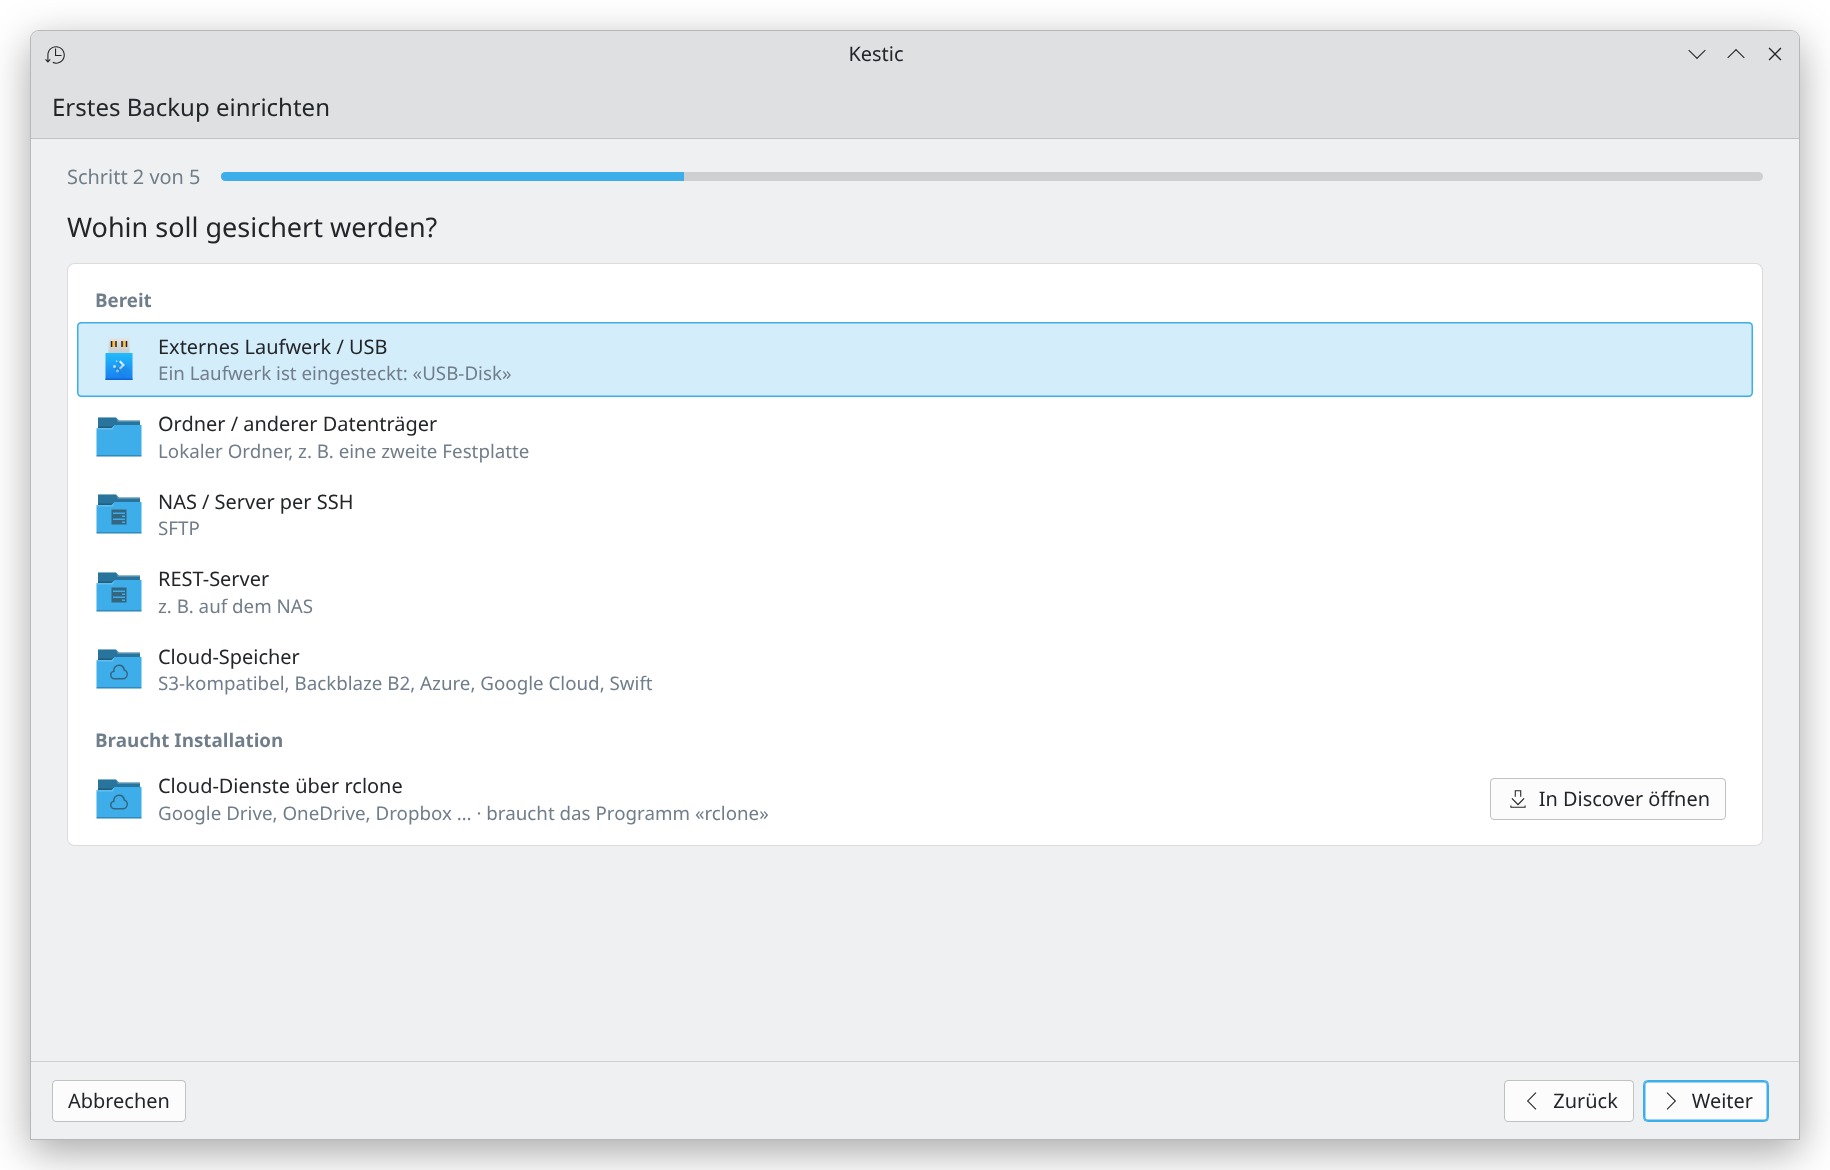 Kestic
Erstes Backup einrichten
Schritt 2 von 5
Wohin soll gesichert werden?
Bereit
Externes Laufwerk / USB
Ein Laufwerk ist eingesteckt: «USB-Disk»
Ordner / anderer Datenträger
Lokaler Ordner, z. B. eine zweite Festplatte
NAS / Server per SSH
SFTP
REST-Server
z. B. auf dem NAS
Cloud-Speicher
S3-kompatibel, Backblaze B2, Azure, Google Cloud, Swift
Braucht Installation
Cloud-Dienste über rclone
Google Drive, OneDrive, Dropbox … · braucht das Programm «rclone»
In Discover öffnen
Abbrechen
Zurück
Weiter